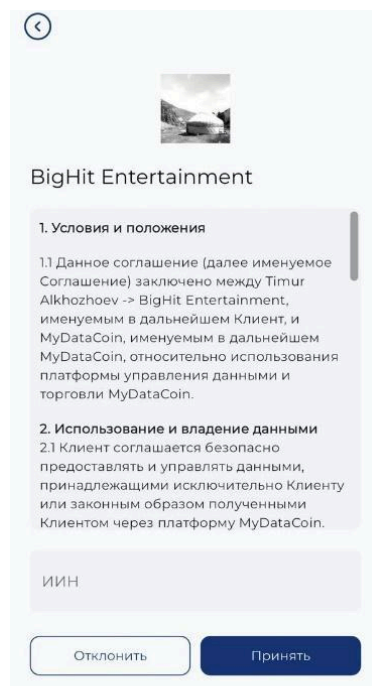 BigHit Entertainment
1. Условия и положения
1.1 Данное соглашение (далее именуемое
Соглашение) заключено между Timur
Alkhozhoev -> BigHit Entertainment,
именуемым в дальнейшем Клиент, и
MyDataCoin, именуемым в дальнейшем
MyDataCoin, относительно использования
платформы управления данными и
торговли MyDataCoin.
2. Использование и владение данными
2.1 Клиент соглашается безопасно
предоставлять и управлять данными,
принадлежащими исключительно Клиенту
или законным образом полученными
Клиентом через платформу MyDataCoin.
ИИН
Отклонить
Принять